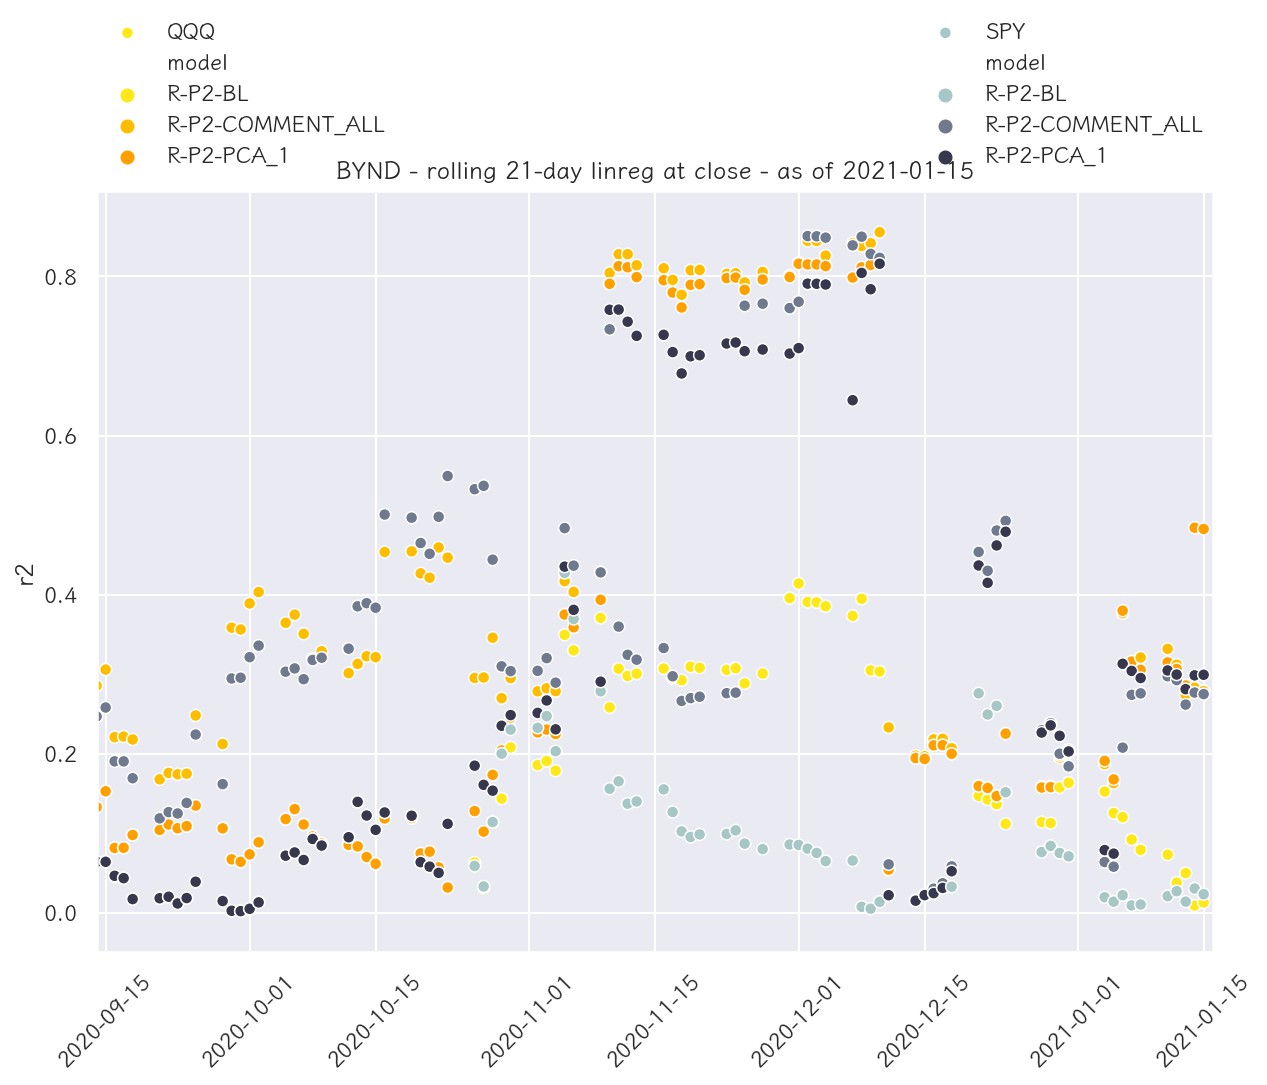 QQQ
model
R-P2-BL
R-P2-COMMENT_ALL
R-P2-PCA_1
SPY
model
R-P2-BL
R-P2-COMMENT_ALL
R-P2-PCA_1
BYND - rolling 21-day linreg at close - as of 2021-01-15
r2
0.8
0.6
0.4
0.2
0.0
2020-09-15
2020-10-01
2020-10-15
2020-11-01
2020-11-15
2020-12-01
2020-12-15
2021-01-01
2021-01-15